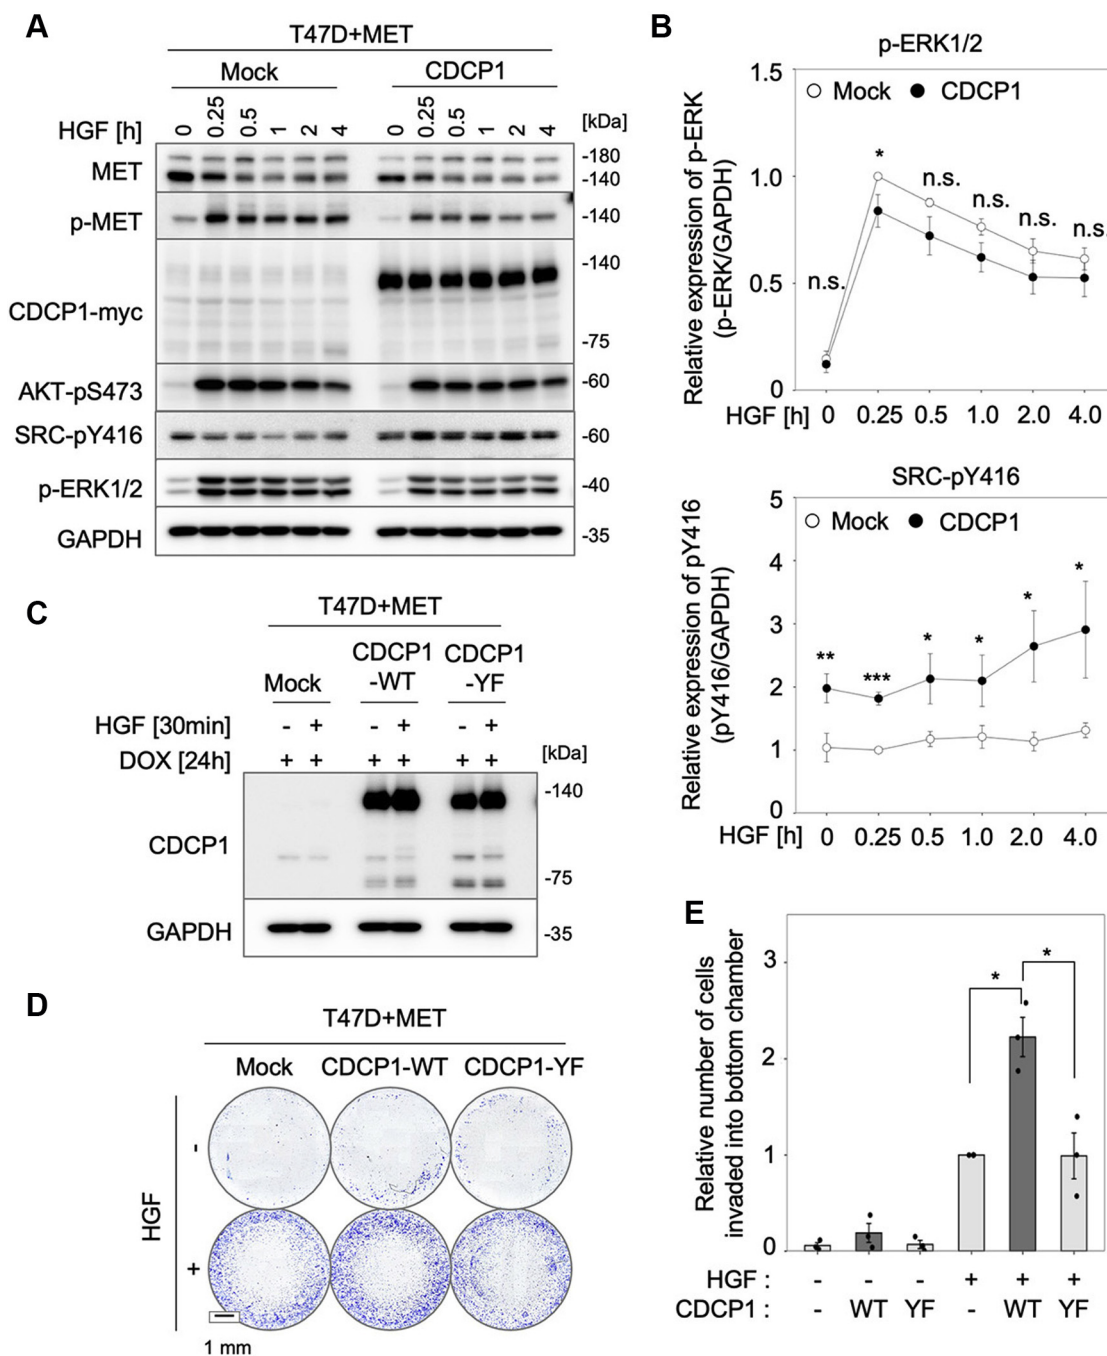 A
T47D+MET
Mock CDCP1
HGF [h] 0 0.25 0.5 1 2 4 0 0.25 0.5 1 2 4 [kDa]
MET -180
-140
p-MET -140
CDCP1-myc -140
-75
AKT-pS473 -60
SRC-pY416 -60
p-ERK1/2 -40
GAPDH -35
B
p-ERK1/2
Relative expression of p-ERK
(p-ERK/GAPDH)
1.5
1.0
0.5
0
Mock CDCP1
n.s. * n.s. n.s. n.s. n.s.
HGF [h] 0 0.25 0.5 1.0 2.0 4.0
SRC-pY416
Relative expression of pY416
(pY416/GAPDH)
5
4
3
2
1
0
Mock CDCP1
** *** * * * *
HGF [h] 0 0.25 0.5 1.0 2.0 4.0
C
T47D+MET
Mock CDCP1 -WT CDCP1 -YF
HGF [30min] - + - + - +
DOX [24h] + + + + + + [kDa]
CDCP1 -140
-75
GAPDH -35
D
T47D+MET
Mock CDCP1-WT CDCP1-YF
HGF
-
+
1 mm
E
Relative number of cells
invaded into bottom chamber
3
2
1
0
* *
HGF : - - - + + +
CDCP1 : - WT YF - WT YF